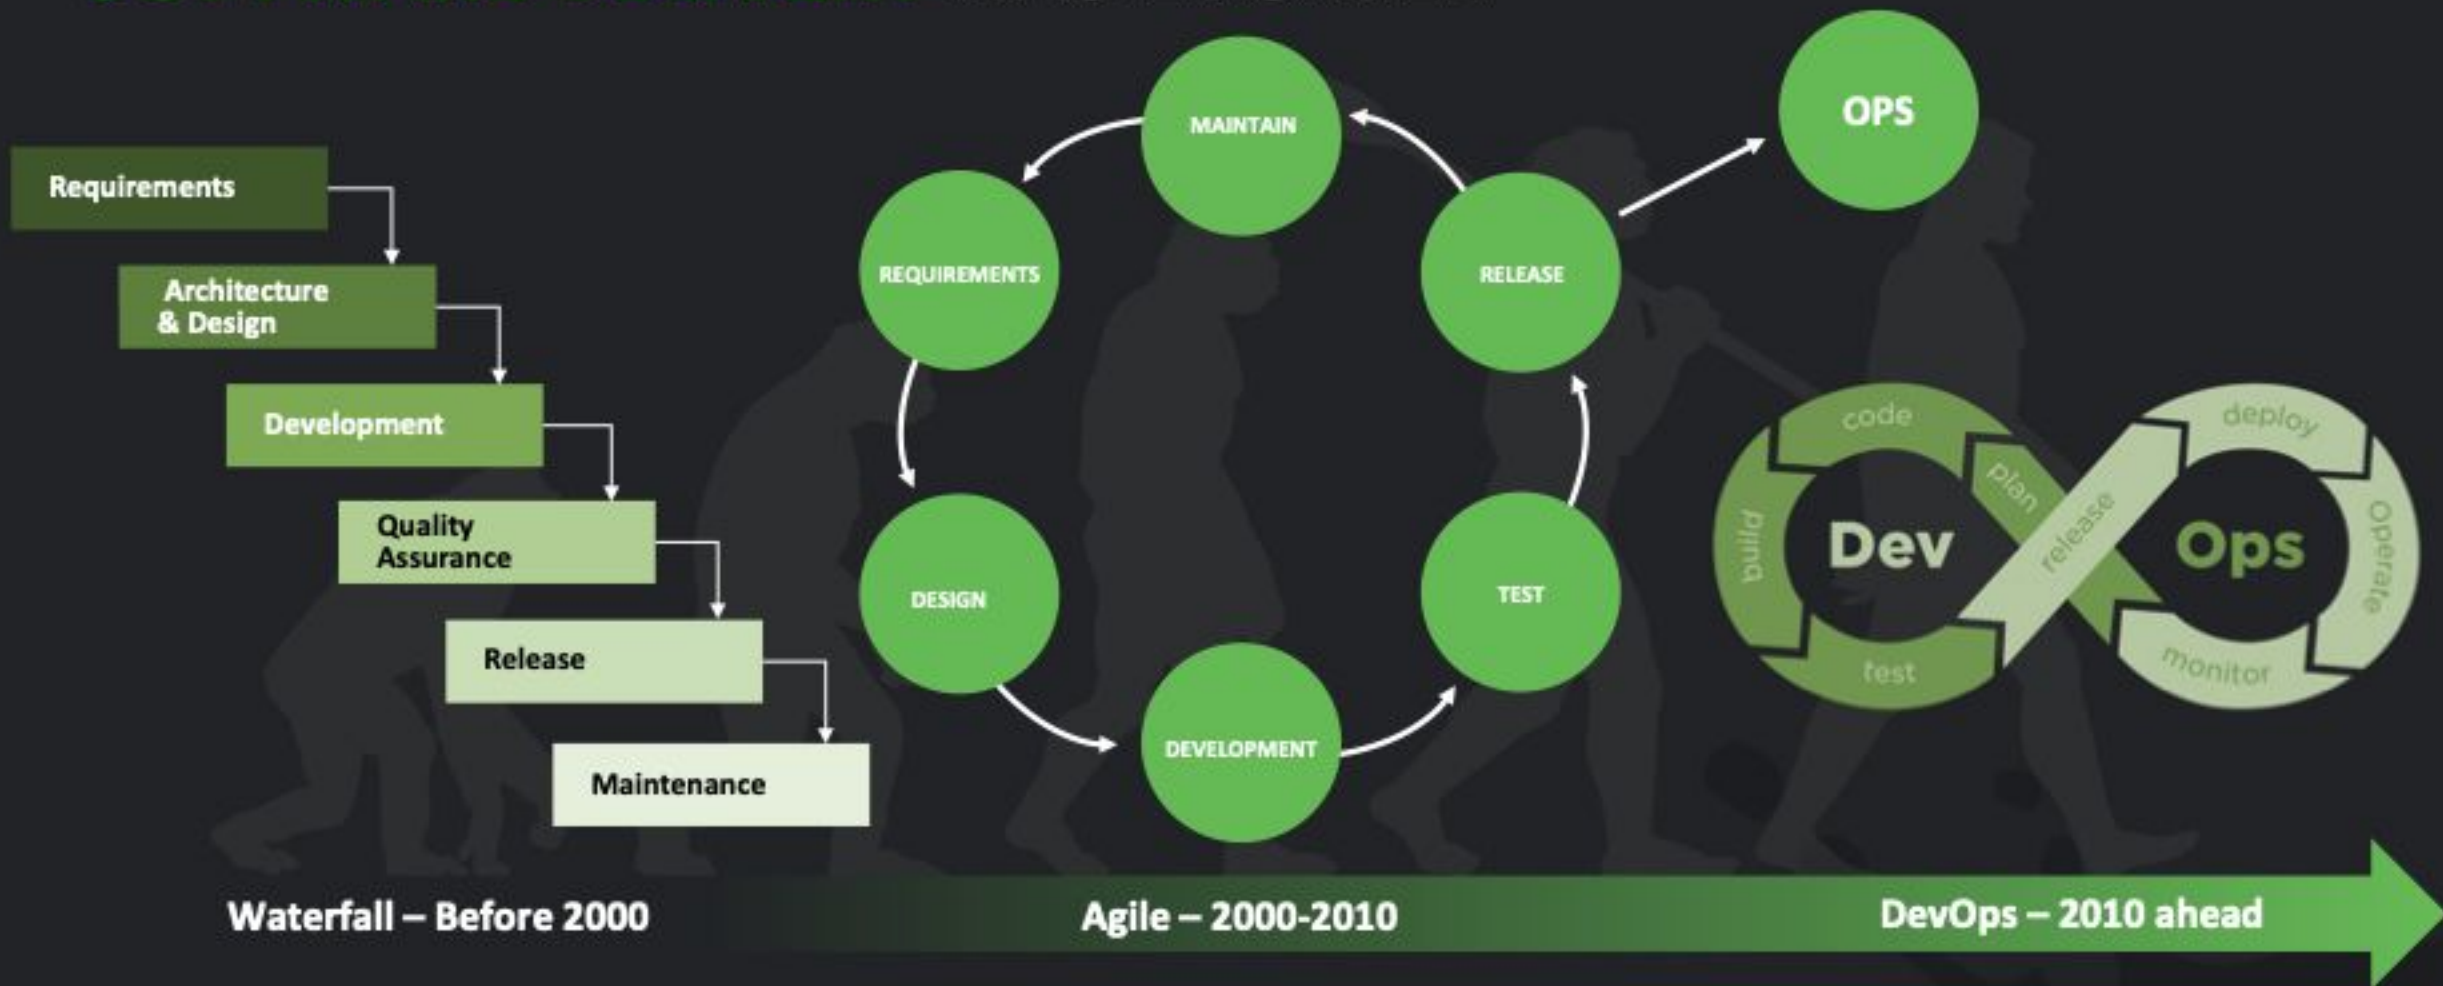 Requirements
Architecture
& Design
Development
Quality
Assurance
Release
Maintenance
MAINTAIN
REQUIREMENTS
RELEASE
DESIGN
TEST
DEVELOPMENT
OPS
code
plan
build
test
release
deploy
Operate
monitor
Dev
Ops
Waterfall – Before 2000
Agile – 2000-2010
DevOps – 2010 ahead